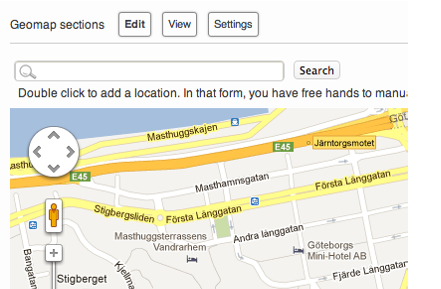 Geomap sections Edit View Settings
Search
Double click to add a location. In that form, you have free hands to manu
Göt
Masthuggskajen
E45 Järntorgsmotet
E45
Masthamnsgatan
Första Långgatan
Stigbergsliden Första Långgatan
Masthuggsterrassens
Vandrarhem
Andra långgatan
Göteborgs
Mini-Hotel AB
Bangatan
Stigberget
Kjellma
Fjärde Långgatan